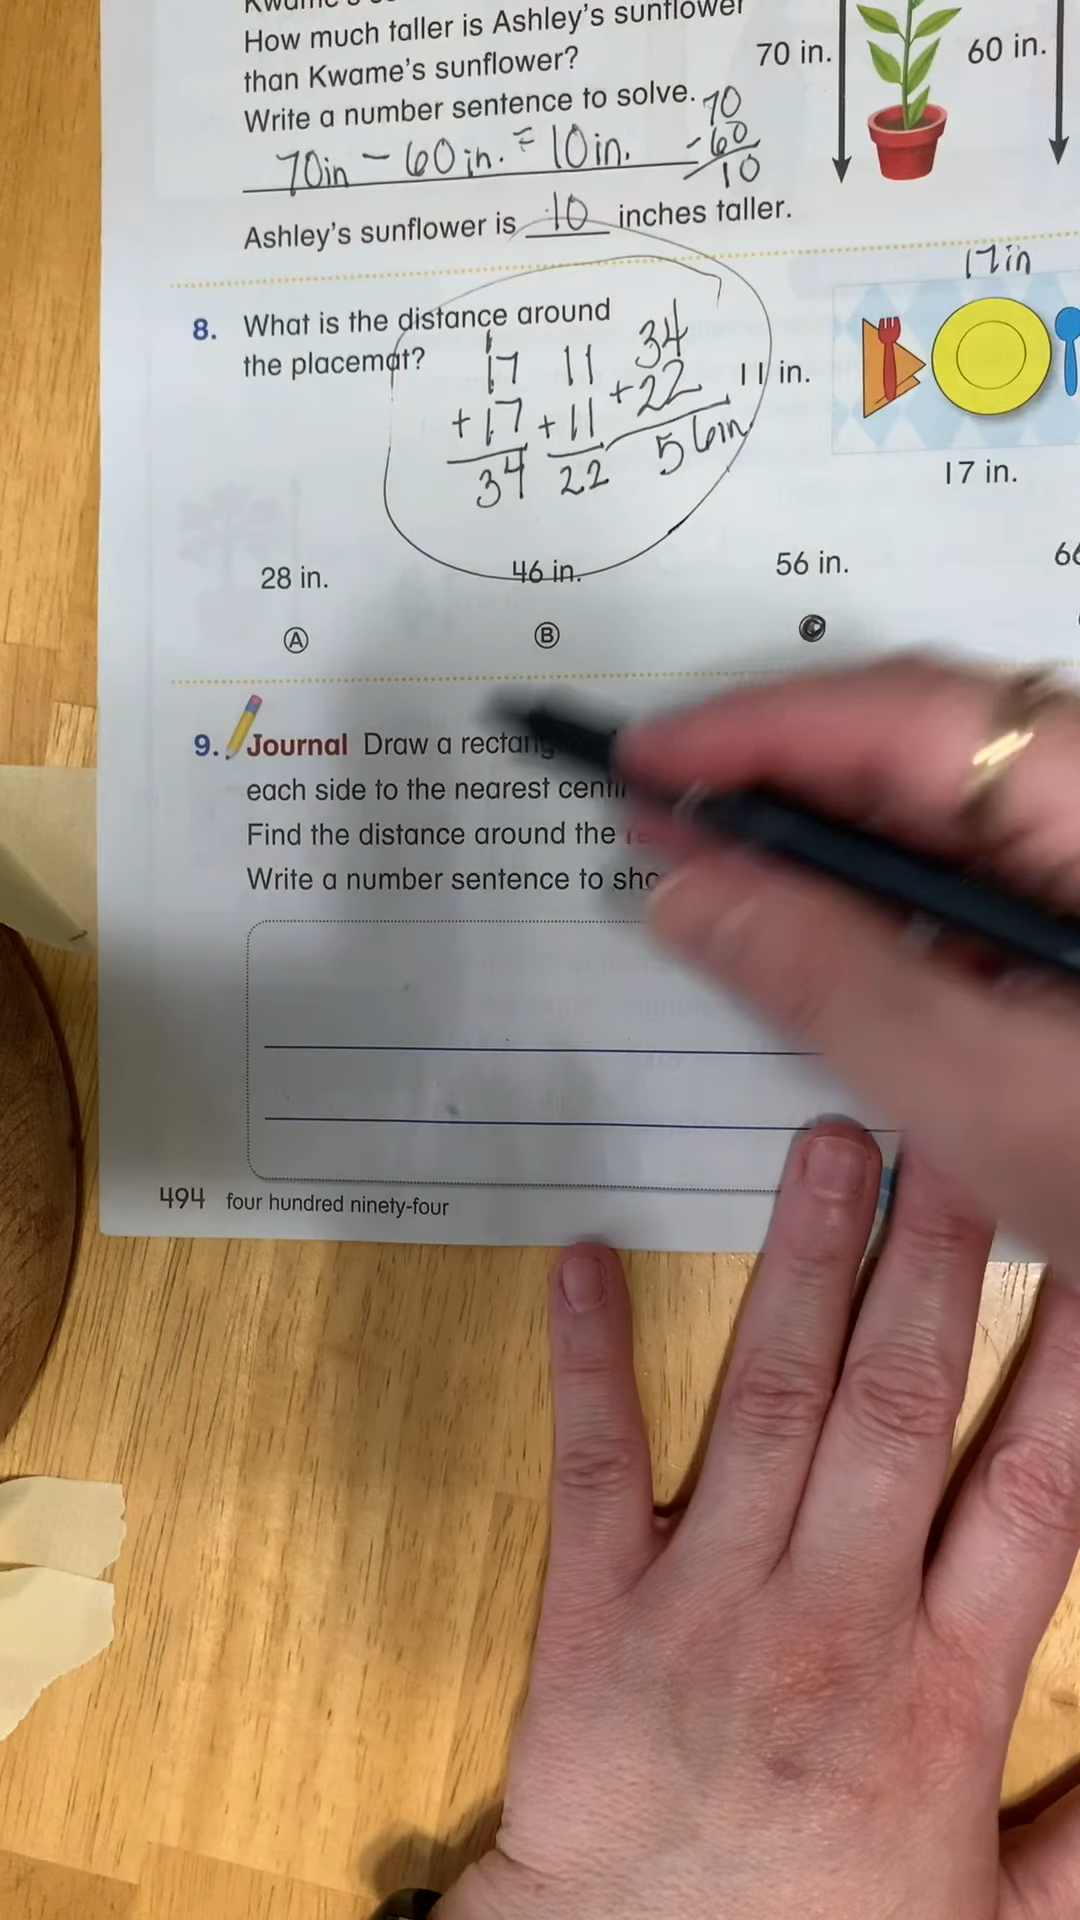 How much taller is Ashley's sunflower
than Kwame's sunflower?
70 in.
60 in.
Write a number sentence to solve.
70
-60
10
70in - 60in. = 10in.
Ashley's sunflower is 10 inches taller.
17in
8. What is the distance around
the placemat?
1
17
+17
34
11
+11
22
34
+22
56in
11 in.
17 in.
28 in.
46 in.
56 in.
A
B
C
9. Journal Draw a
each side to the nearest
Find the distance around the
Write a number sentence to
494 four hundred ninety-four